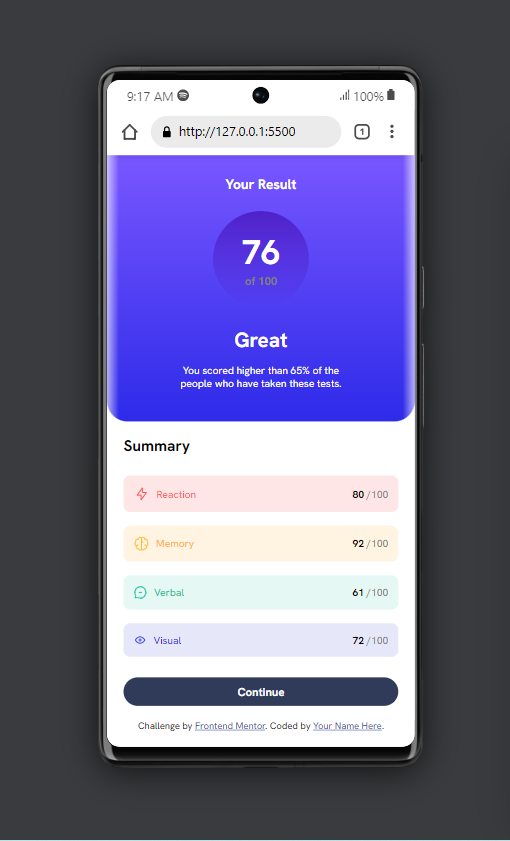 9:17 AM 100%
http://127.0.0.1:5500 1
Your Result
76
of 100
Great
You scored higher than 65% of the
people who have taken these tests.
Summary
Reaction 80 /100
Memory 92 /100
Verbal 61 /100
Visual 72 /100
Continue
Challenge by Frontend Mentor. Coded by Your Name Here.